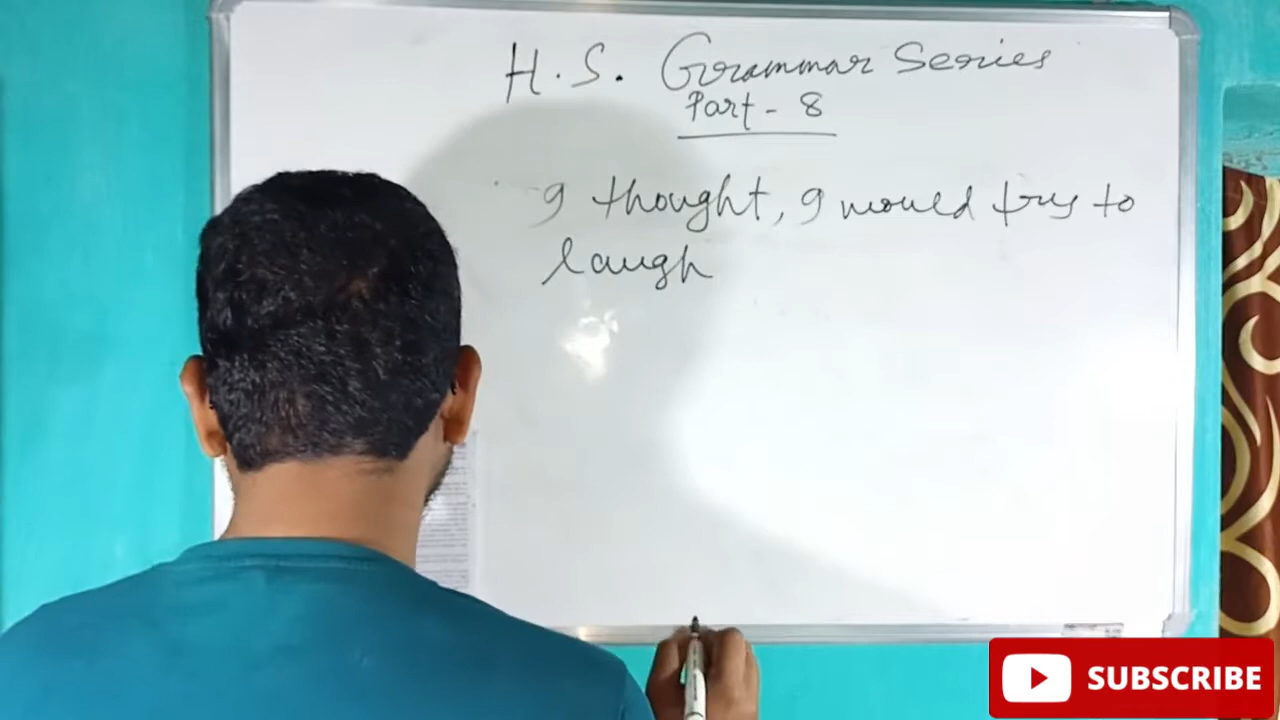 H.S. Grammar Series
Part - 8
I thought, I would try to
laugh
SUBSCRIBE